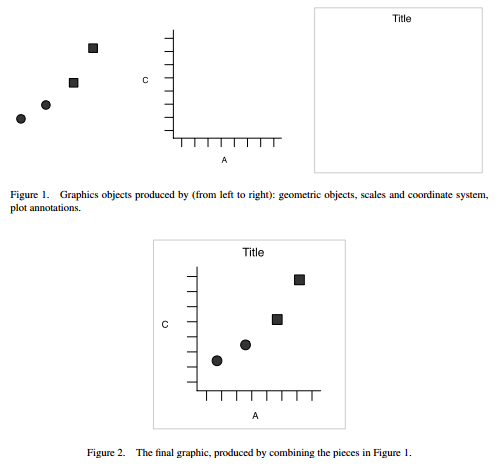 Title
C
A
Figure 1. Graphics objects produced by (from left to right): geometric objects, scales and coordinate system,
plot annotations.
Title
C
A
Figure 2. The final graphic, produced by combining the pieces in Figure 1.